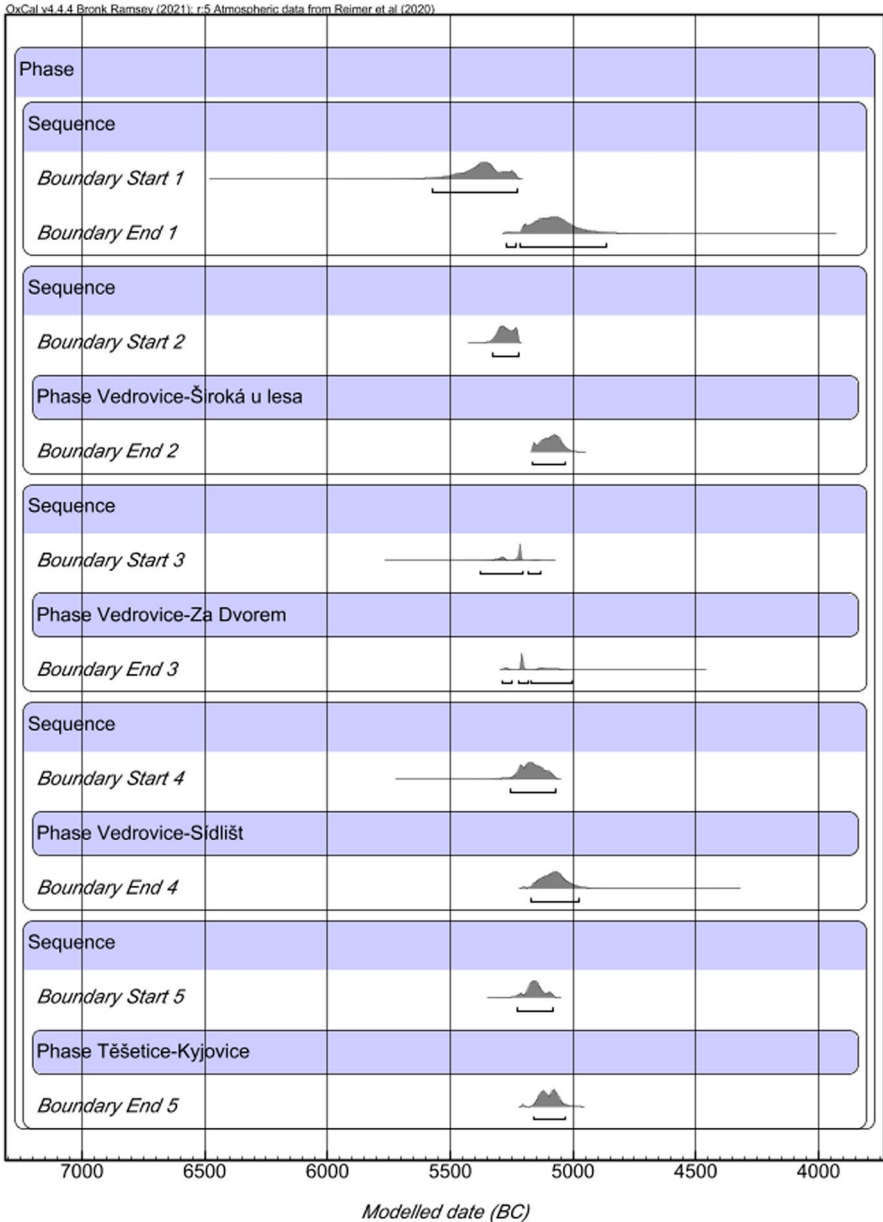 OxCal v4.4.4 Bronk Ramsey (2021); r:5 Atmospheric data from Reimer et al (2020)
Phase
Sequence
Boundary Start 1
Boundary End 1
Sequence
Boundary Start 2
Phase Vedrovice-Široká u lesa
Boundary End 2
Sequence
Boundary Start 3
Phase Vedrovice-Za Dvorem
Boundary End 3
Sequence
Boundary Start 4
Phase Vedrovice-Sídlišt
Boundary End 4
Sequence
Boundary Start 5
Phase Těšetice-Kyjovice
Boundary End 5
7000 6500 6000 5500 5000 4500 4000
Modelled date (BC)